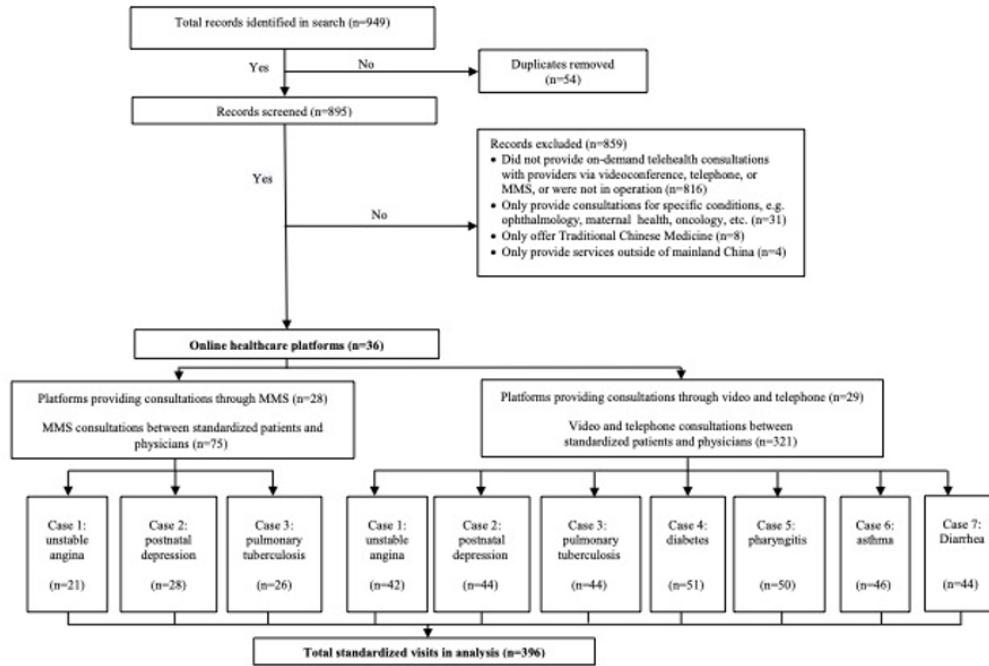 Total records identified in search (n=949)
Yes
No
Duplicates removed
(n=54)
Records screened (n=895)
Records excluded (n=859)
• Did not provide on-demand telehealth consultations
with providers via videoconference, telephone, or
MMS, or were not in operation (n=816)
• Only provide consultations for specific conditions, e.g.
ophthalmology, maternal health, oncology, etc. (n=31)
• Only offer Traditional Chinese Medicine (n=8)
• Only provide services outside of mainland China (n=4)
Yes
No
Online healthcare platforms (n=36)
Platforms providing consultations through MMS (n=28)
MMS consultations between standardized patients and
physicians (n=75)
Platforms providing consultations through video and telephone (n=29)
Video and telephone consultations between
standardized patients and physicians (n=321)
Case 1:
unstable
angina
(n=21)
Case 2:
postnatal
depression
(n=28)
Case 3:
pulmonary
tuberculosis
(n=26)
Case 1:
unstable
angina
(n=42)
Case 2:
postnatal
depression
(n=44)
Case 3:
pulmonary
tuberculosis
(n=44)
Case 4:
diabetes
(n=51)
Case 5:
pharyngitis
(n=50)
Case 6:
asthma
(n=46)
Case 7:
Diarrhea
(n=44)
Total standardized visits in analysis (n=396)